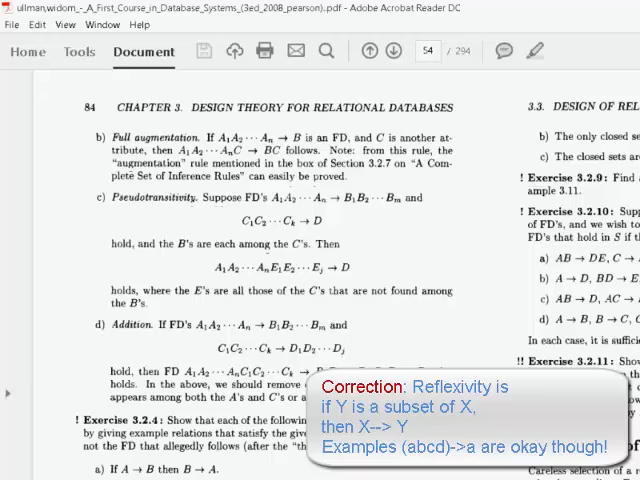 ullman,widom_-_A_First_Course_in_Database_Systems_(3ed_2008_pearson).pdf - Adobe Acrobat Reader DC
File Edit View Window Help
Home Tools Document 54 / 294
84 CHAPTER 3. DESIGN THEORY FOR RELATIONAL DATABASES
b) Full augmentation. If A₁A₂···Aₙ → B is an FD, and C is another at-
tribute, then A₁A₂···AₙC → BC follows. Note: from this rule, the
"augmentation" rule mentioned in the box of Section 3.2.7 on "A Com-
plete Set of Inference Rules" can easily be proved.
c) Pseudotransitivity. Suppose FD's A₁A₂···Aₙ → B₁B₂···Bₘ and
C₁C₂···Cₖ → D
hold, and the B's are each among the C's. Then
A₁A₂···AₙE₁E₂···Eⱼ → D
holds, where the E's are all those of the C's that are not found among
the B's.
d) Addition. If FD's A₁A₂···Aₙ → B₁B₂···Bₘ and
C₁C₂···Cₖ → D₁D₂···Dⱼ
hold, then FD A₁A₂···AₙC₁C₂···Cₖ →
holds. In the above, we should remove
appears among both the A's and C's or a
! Exercise 3.2.4: Show that each of the following
by giving example relations that satisfy the give
not the FD that allegedly follows (after the "th
a) If A → B then B → A.
3.3. DESIGN OF REL
b) The only closed se
c) The closed sets are
! Exercise 3.2.9: Find a
ample 3.11.
! Exercise 3.2.10: Supp
of FD's, and we wish to
FD's that hold in S if th
a) AB → DE, C →
b) A → D, BD → E,
c) AB → D, AC →
d) A → B, B → C, C
In each case, it is sufficie
!! Exercise 3.2.11: Show
Correction: Reflexivity is
if Y is a subset of X,
then X--> Y
Examples (abcd)->a are okay though!
Careless selection of a re